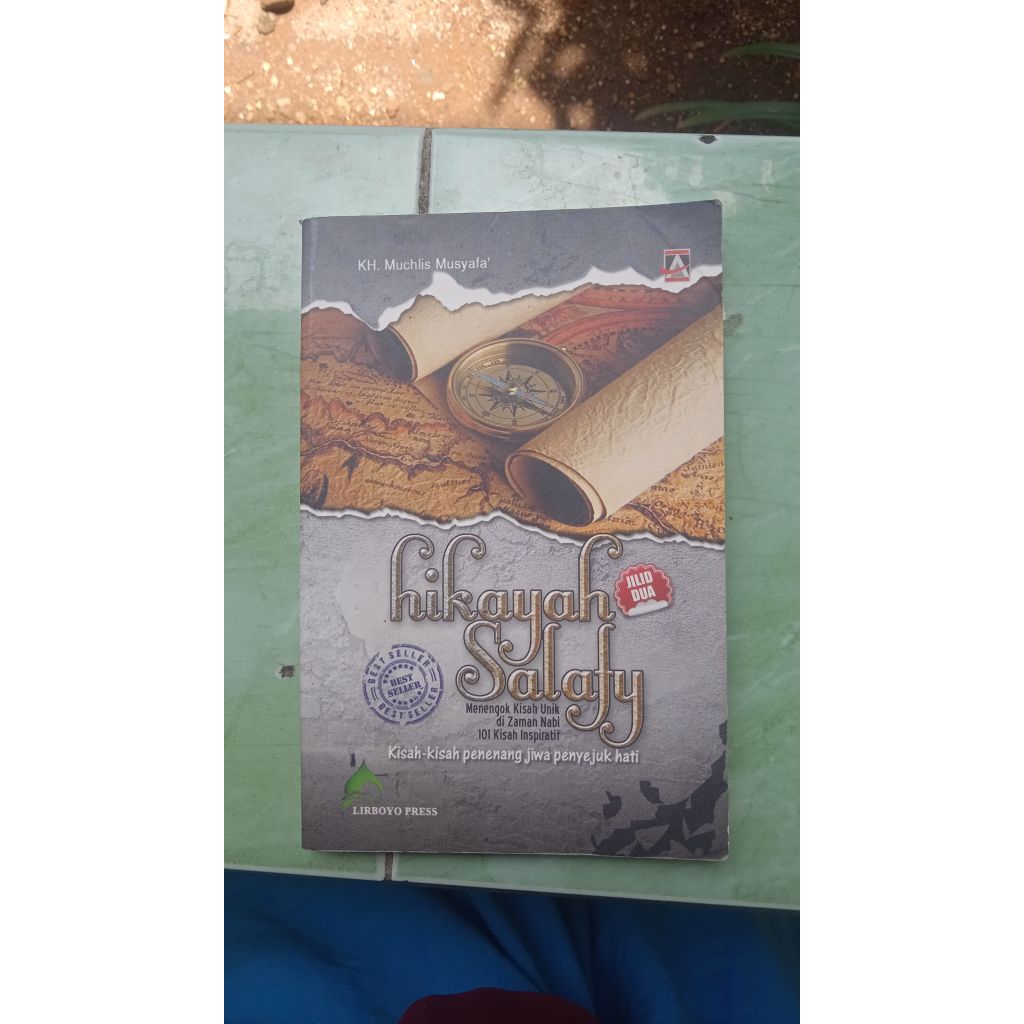 KH. Muchlis Musyafa'
hikayah
JILID
DUA
Salafy
BEST SELLER
BEST
SELLER
BEST SELLER
Menengok Kisah Unik
di Zaman Nabi
101 Kisah Inspiratif
Kisah-kisah penenang jiwa penyejuk hati
LIRBOYO PRESS